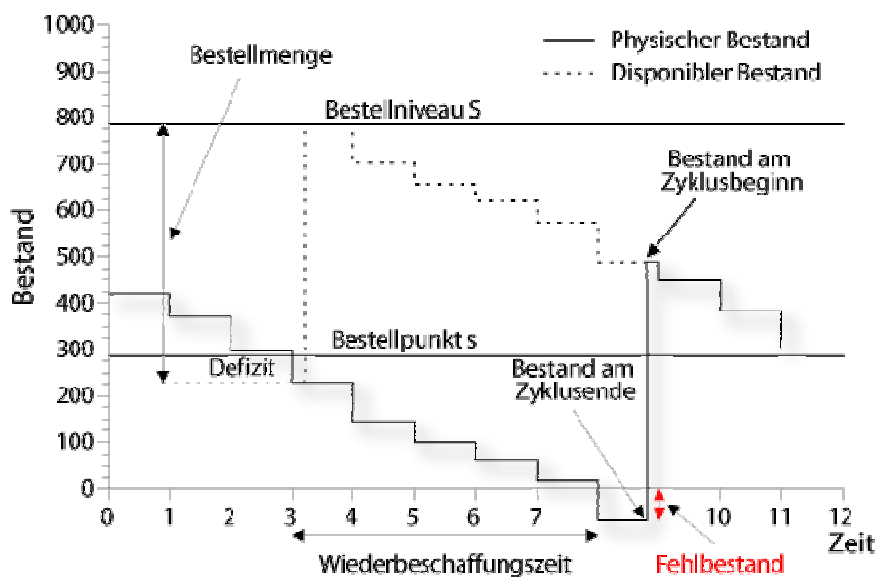 1000
900
800
700
600
500
400
300
200
100
0
Bestand
Bestellmenge
Physischer Bestand
Disponibler Bestand
Bestellniveau S
Bestand am
Zyklusbeginn
Bestellpunkt s
Defizit
Bestand am
Zyklusende
0 1 2 3 4 5 6 7 10 11 12
Zeit
Wiederbeschaffungszeit
Fehlbestand